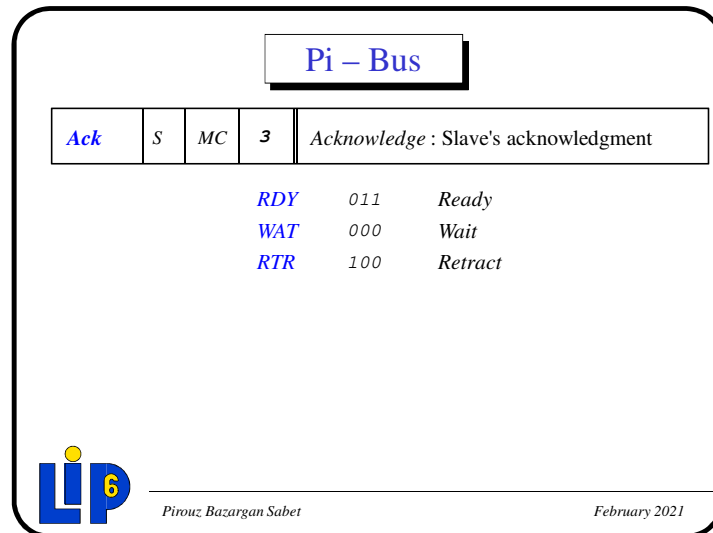 Pi – Bus
Ack S MC 3 Acknowledge : Slave's acknowledgment
RDY 011 Ready
WAT 000 Wait
RTR 100 Retract
LIP6
Pirouz Bazargan Sabet February 2021